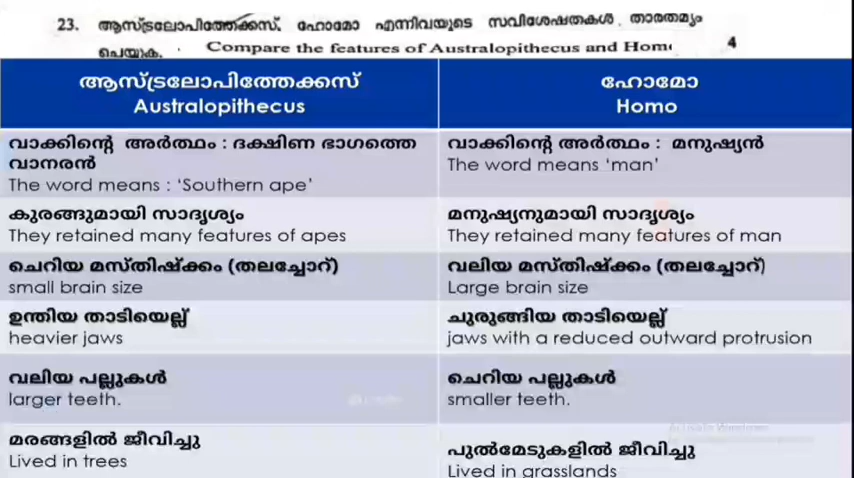 23. ആസ്ട്രലോപിത്തേക്കസ്, ഹോമോ എന്നിവയുടെ സവിശേഷതകൾ താരതമ്യം
ചെയ്യുക. Compare the features of Australopithecus and Homo 4
ആസ്ട്രലോപിത്തേക്കസ്
Australopithecus
ഹോമോ
Homo
വാക്കിന്റെ അർത്ഥം : ദക്ഷിണ ഭാഗത്തെ
വാനരൻ
The word means : ‘Southern ape’
വാക്കിന്റെ അർത്ഥം : മനുഷ്യൻ
The word means ‘man’
കുരങ്ങുമായി സാദൃശ്യം
They retained many features of apes
മനുഷ്യനുമായി സാദൃശ്യം
They retained many features of man
ചെറിയ മസ്തിഷ്ക്കം (തലച്ചോറ്)
small brain size
വലിയ മസ്തിഷ്ക്കം (തലച്ചോറ്)
Large brain size
ഉന്തിയ താടിയെല്ല്
heavier jaws
ചുരുങ്ങിയ താടിയെല്ല്
jaws with a reduced outward protrusion
വലിയ പല്ലുകൾ
larger teeth.
ചെറിയ പല്ലുകൾ
smaller teeth.
മരങ്ങളിൽ ജീവിച്ചു
Lived in trees
പുൽമേടുകളിൽ ജീവിച്ചു
Lived in grasslands
Activate Windows